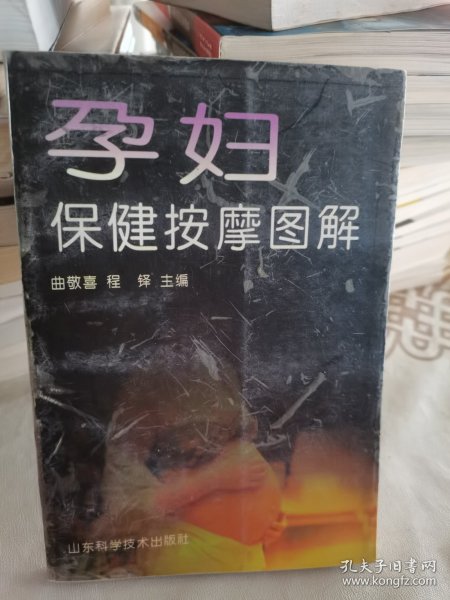 孕妇
保健按摩图解
曲敬喜 程 铎 主编
山东科学技术出版社
孔夫子旧书网
www.kongfz.com